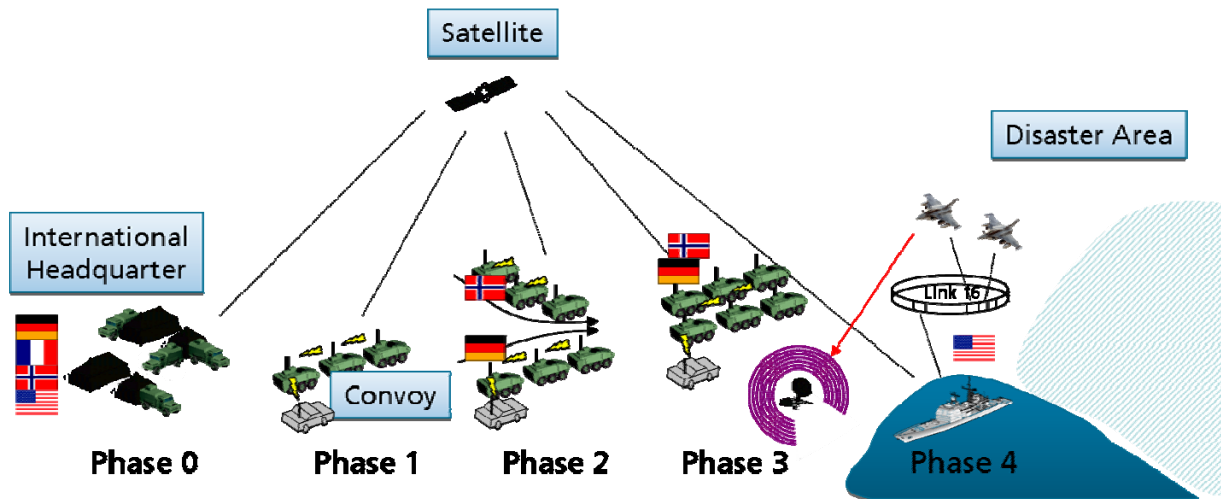 Satellite
Disaster Area
International
Headquarter
Link 16
Convoy
Phase 0
Phase 1
Phase 2
Phase 3
Phase 4